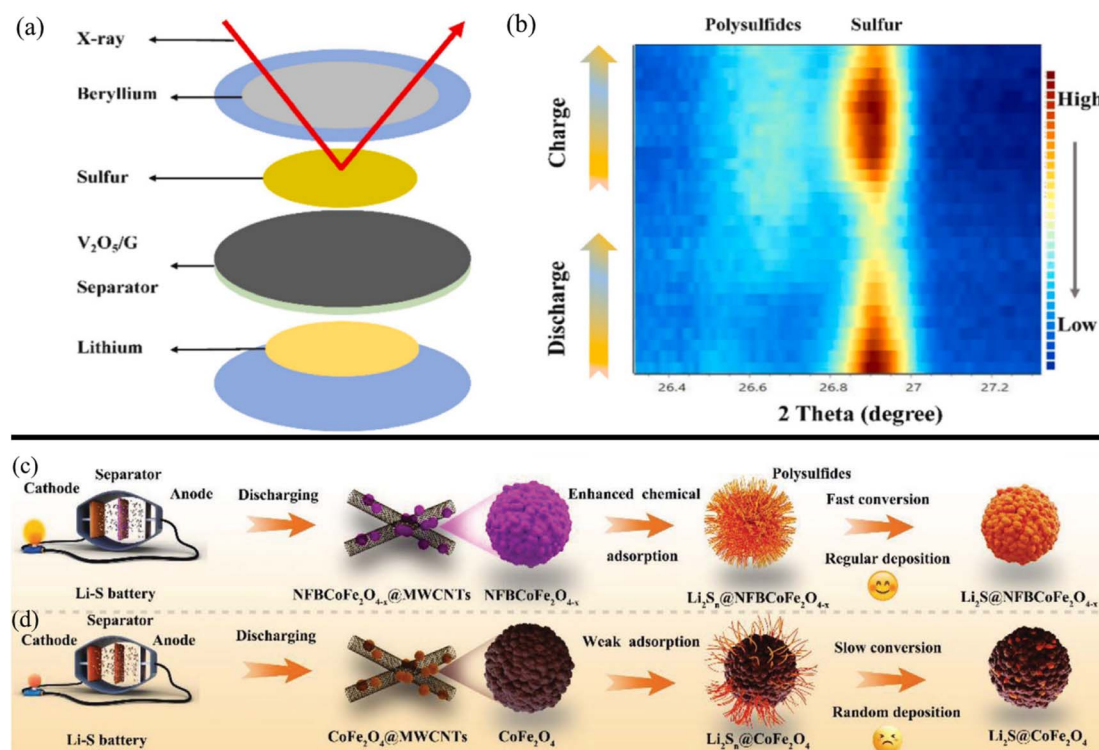 (a)
X-ray
Beryllium
Sulfur
V₂O₅/G
Separator
Lithium
(b)
Polysulfides Sulfur
Charge
Discharge
High
Low
26.4 26.6 26.8 27 27.2
2 Theta (degree)
(c)
Separator
Cathode Anode
Li-S battery
Discharging
NFBCoFe₂O₄₋ₓ@MWCNTs
NFBCoFe₂O₄₋ₓ
Enhanced chemical
adsorption
Polysulfides
Li₂Sₙ@NFBCoFe₂O₄₋ₓ
Fast conversion
Regular deposition
Li₂S@NFBCoFe₂O₄₋ₓ
(d)
Separator
Cathode Anode
Li-S battery
Discharging
CoFe₂O₄@MWCNTs
CoFe₂O₄
Weak adsorption
Li₂Sₙ@CoFe₂O₄
Slow conversion
Random deposition
Li₂S@CoFe₂O₄